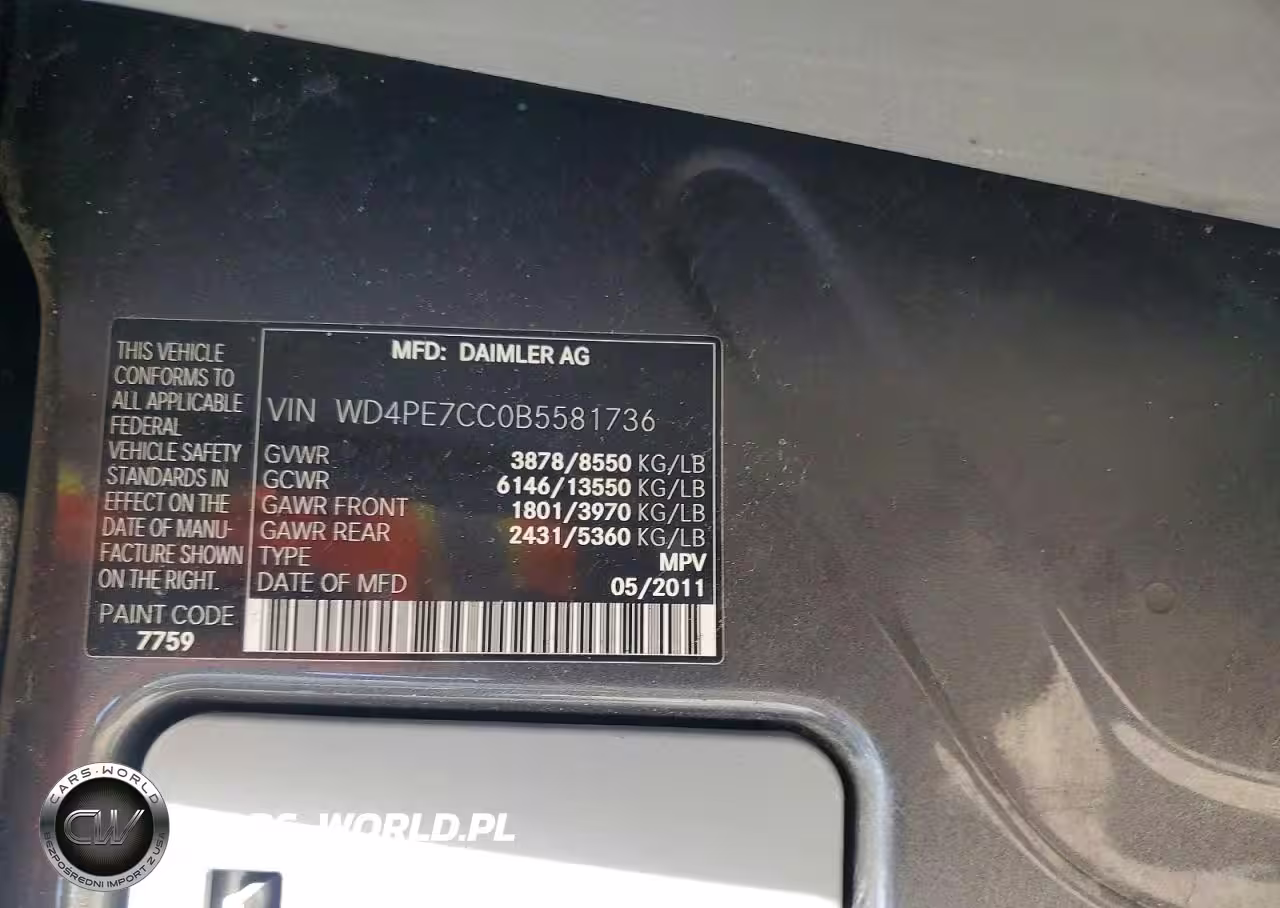 THIS VEHICLE
CONFORMS TO
ALL APPLICABLE
FEDERAL
VEHICLE SAFETY
STANDARDS IN
EFFECT ON THE
DATE OF MANU-
FACTURE SHOWN
ON THE RIGHT.
PAINT CODE
7759
MFD: DAIMLER AG
VIN WD4PE7CC0B5581736
GVWR 3878/8550 KG/LB
GCWR 6146/13550 KG/LB
GAWR FRONT 1801/3970 KG/LB
GAWR REAR 2431/5360 KG/LB
TYPE MPV
DATE OF MFD 05/2011
CARS-WORLD
CW
BEZPOŚREDNI IMPORT Z USA
WORLD.PL